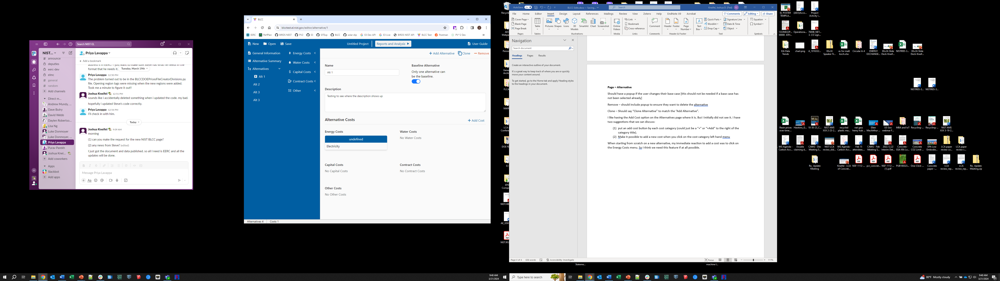 Search NIST-EL
NIST...
announce
deputies
eerc-dev
elmc
general
random
Add channels
Direct m...
Andrew Mundy, ...
Dave Butry
David Webb
Daylen Robertso...
Lisa Ng
Luke Donmoyer
Luke Donmoyer, ...
Priya Lavappa
Purav Parekh
Joshua Knei...
Add coworkers
Apps
Slackbot
Add apps
Priya Lavappa
Add a bookmark
address it in EERC? I just want to make sure Steve has what he needs in the
format that he needs it.
Tuesday, March 19th
Priya Lavappa 12:50 PM
The problem turned out to be in the BLCCDOEPricesFileCreatorDivisions.py
file. Opening region tags were missing when the new regions were added.
Took me a minute to figure it out!!
Joshua Kneifel 12:51 PM
sounds like i accidentally deleted something when i updated the code. my bad.
hopefully i updated Steve's code correctly.
Priya Lavappa 12:54 PM
I'll check in with him.
Today
Joshua Kneifel 9:09 AM
morning
(1) can you make the request for the new NIST BLCC page?
(2) any news from Steve? (edited)
I just got the document and data published, so all I need is EERC and all the
updates will be done.
Message Priya Lavappa
BLCC
blcctest.el.nist.gov/editor/alternative/1
EERC
PerfPlan
BIRDS NEST
PV2
E3
SITExp
BLCC
solar-dip
E3 Dev API
E3 Live
BIRDS NEST API
BLCC Test
Postman
PV^2 Dev
New
Open
Save
Untitled Project
Reports and Analysis
User Guide
General Information
Alternative Summary
Alternatives
Alt 1
Alt 2
Alt 3
Alt 3
Energy Costs
Water Costs
Capital Costs
Contract Costs
Other
Add Alternative
Clone
Remove
Name
Alt 1
Baseline Alternative
Only one alternative can
be the baseline.
Description
Testing to see where the description shows up
Alternative Costs
Add Cost
Energy Costs
undefined
Electricity
Water Costs
No Water Costs
Capital Costs
No Capital Costs
Contract Costs
No Contract Costs
Other Costs
No Other Costs
Alternatives 4
Costs 1
AutoSave On
BLCC Edits.docx • Saving...
Search
Kneifel, Joshua D. (Fed)
KJ
File
Home
Editor
Insert
Design
Layout
References
Mailings
Review
View
Zotero
Help
EndNote X9
Acrobat
Comments
Editing
Share
Cover Page
Blank Page
Page Break
Pages
Table
Tables
Pictures
Shapes
Icons
3D
Models
SmartArt
Chart
Screenshot
Illustrations
Online
Videos
Media
Link
Bookmark
Cross-reference
Links
Comment
Comments
Header
Footer
Page
Number
Header & Footer
Text
Box
Quick Parts
WordArt
Drop Cap
Signature Line
Date & Time
Object
Text
Equation
Symbol
Symbols
Navigation
Search document
Headings
Pages
Results
Create an interactive outline of your document.
It's a great way to keep track of where you are or quickly
move your content around.
To get started, go to the Home tab and apply Heading styles
to the headings in your document.
Page – Alternative
Should have a popup if the user changes their base case [this should not be needed if a base case has
not been selected already]
Remove – should include popup to ensure they want to delete the alternative
Clone – Should say "Clone Alternative" to match the "Add Alternative".
I like having the Add Cost option on the Alternatives page where it is. But I initially did not see it. I have
two suggestions that we can discuss:
(1) put an add cost button by each cost category (could just be a "+" or "+Add" to the right of the
category title).
(2) Make it possible to add a new cost when you click on the cost category left hand menu
When starting from scratch on a new alternative, my immediate reaction to add a cost was to click on
the Energy Costs menu. So I think we need this feature if at all possible.
Page 4 of 4
636 words
Accessibility: Investigate
Focus
111%
EL POSTER
TEMPLA...
(AEO)Acco...
Project
Activity I...
1333ND22P...
00000 ATH...
Operationa...
7600B_NET...
3. CO sign...
EIA Data
Trends
chart.png
A_1016332...
EEx24
Speaker Tr...
ex for matt
koch.xlsx
Circular A-4
ENERGY
EXCHANGE...
EEx24-Slide
Deck-Kneif...
NISTIR85-3...
EEx24-Slide
Deck-Kneif...
NISTIR85-3...
NISTIR85-3...
Resin prices
over time....
Hawkins_G...
10-30-23_C...
NIST AMS
XXX 2-23-2...
recycled
plastic ma...
nat gass
henry hub ...
Ellen
MacArthur ...
US Gov
webinar F...
MBA and IoT
Recycling-...
Recycling-...
NIST AMS
XXX 3-19-2...
WG Agenda -
Carbon Acc...
Double
claiming d...
CAWG - Dec
Meeting S...
NIST LCA
review_slid...
WG Agenda -
Carbon Acc...
Feb 15
attendees....
CAWG - Feb
Meeting S...
2022.12.22
Interim Det...
Concrete -
GSA IRA Lo...
Concrete
CO2 Limit ...
EPA Low
Embodie...
LCA paper
review co...
LCA paper
review c...
Re_ Update
Meeting
Kneifel - LCA
of Concret...
NSF-1112-...
pcr_concret...
NSF-1112-...
(1).pdf
PUB100323...
One-Click-...
Concrete
paper -...
LCA
review_rep...
LCA
review_rep...
Re_ Update
Meeting.zip
Stateme...
machine l...
9:40 AM
3/21/2024
Type here to search
80°F Mostly cloudy
9:40 AM
3/21/2024